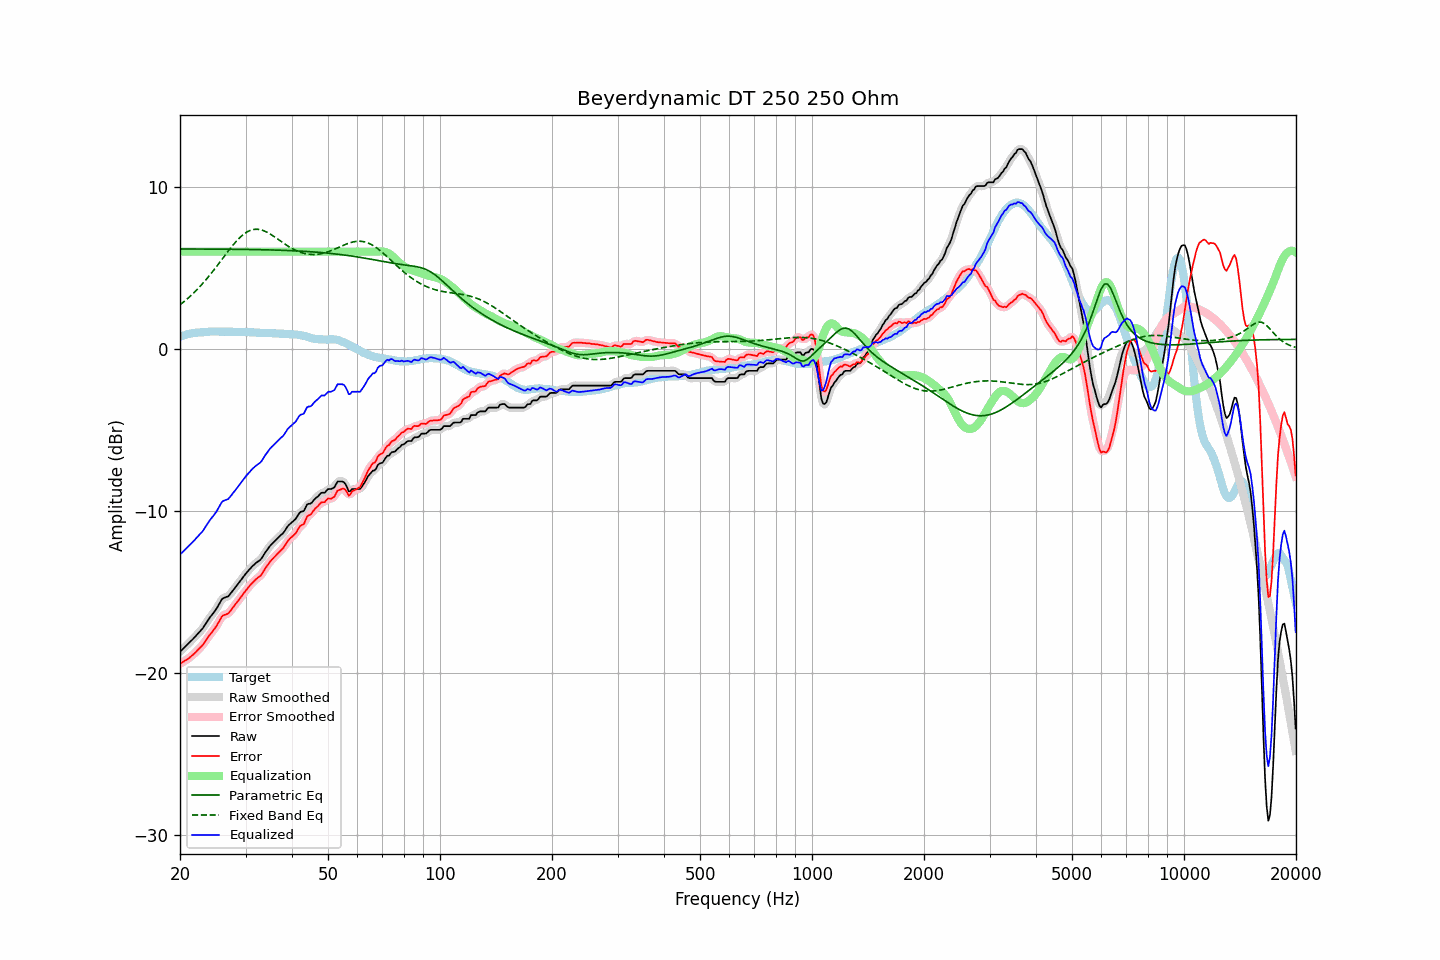 Beyerdynamic DT 250 250 Ohm
10
0
−10
−20
−30
Amplitude (dBr)
Target
Raw Smoothed
Error Smoothed
Raw
Error
Equalization
Parametric Eq
Fixed Band Eq
Equalized
20 50 100 200 500 1000 2000 5000 10000 20000
Frequency (Hz)